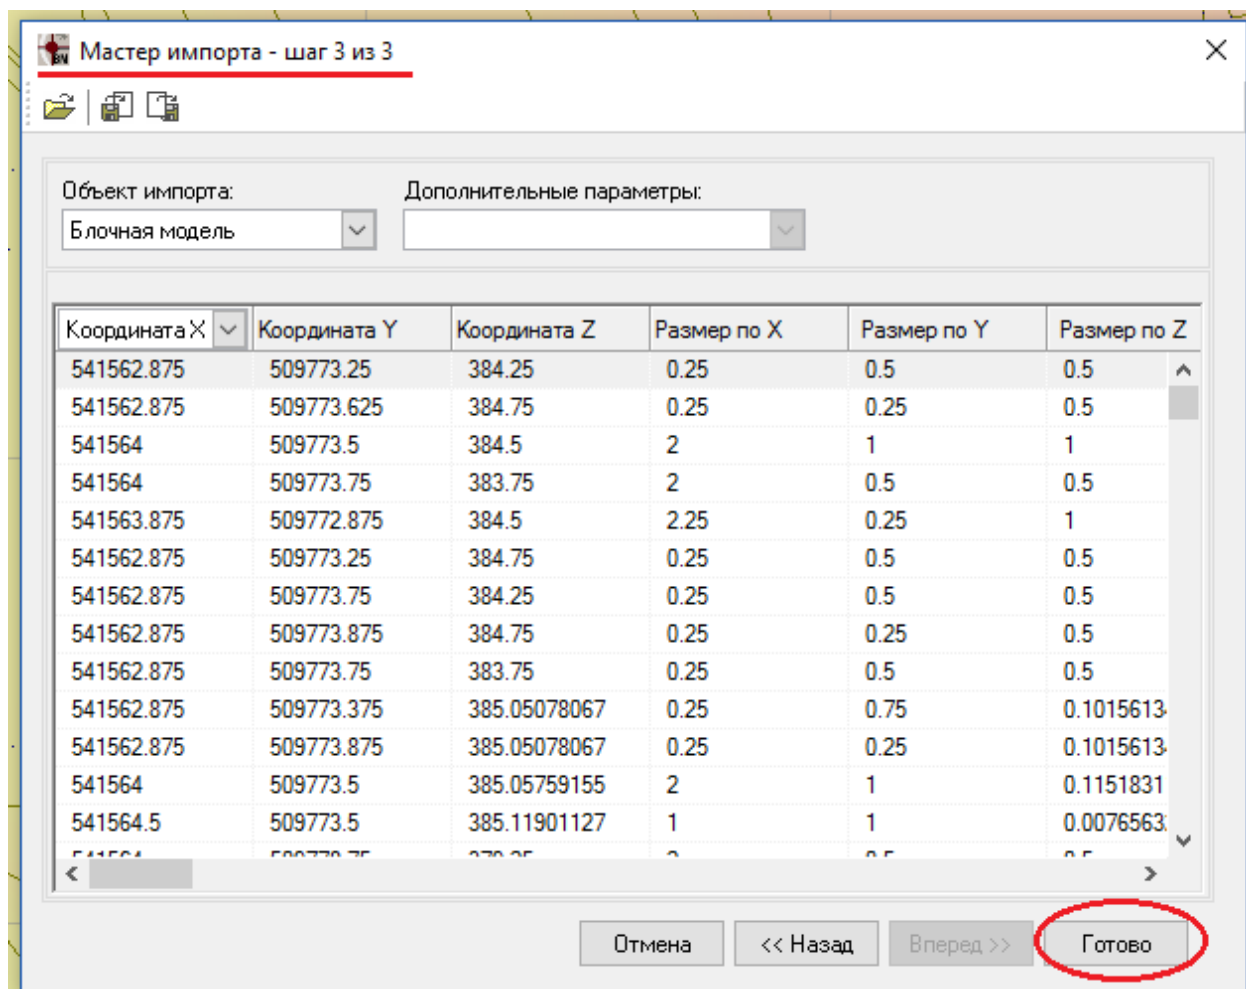 Мастер импорта - шаг 3 из 3
Объект импорта: Дополнительные параметры:
Блочная модель
Координата X Координата Y Координата Z Размер по X Размер по Y Размер по Z
541562.875 509773.25 384.25 0.25 0.5 0.5
541562.875 509773.625 384.75 0.25 0.25 0.5
541564 509773.5 384.5 2 1 1
541564 509773.75 383.75 2 0.5 0.5
541563.875 509772.875 384.5 2.25 0.25 1
541562.875 509773.25 384.75 0.25 0.5 0.5
541562.875 509773.75 384.25 0.25 0.5 0.5
541562.875 509773.875 384.75 0.25 0.25 0.5
541562.875 509773.75 383.75 0.25 0.5 0.5
541562.875 509773.375 385.05078067 0.25 0.75 0.1015613
541562.875 509773.875 385.05078067 0.25 0.25 0.1015613
541564 509773.5 385.05759155 2 1 0.1151831
541564.5 509773.5 385.11901127 1 1 0.0076563
Отмена << Назад Вперед >> Готово